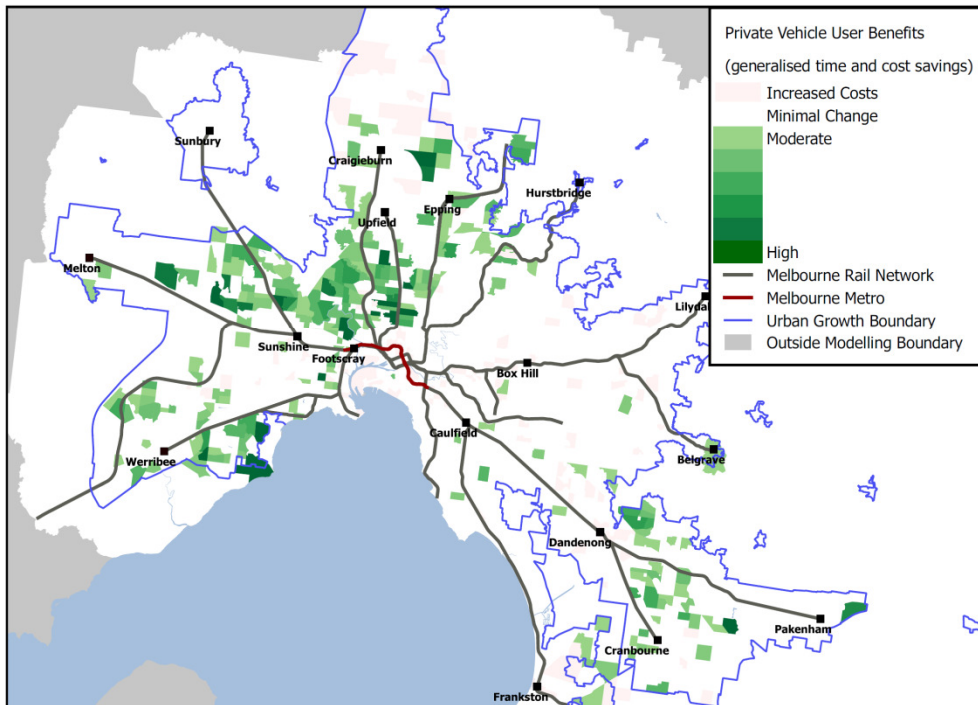 Private Vehicle User Benefits
(generalised time and cost savings)
Increased Costs
Minimal Change
Moderate
High
Melbourne Rail Network
Melbourne Metro
Urban Growth Boundary
Outside Modelling Boundary
Sunbury
Craigieburn
Hurstbridge
Epping
Upfield
Melton
Lilydal
Sunshine
Footscray
Box Hill
Caulfield
Werribee
Belgrave
Dandenong
Pakenham
Cranbourne
Frankston